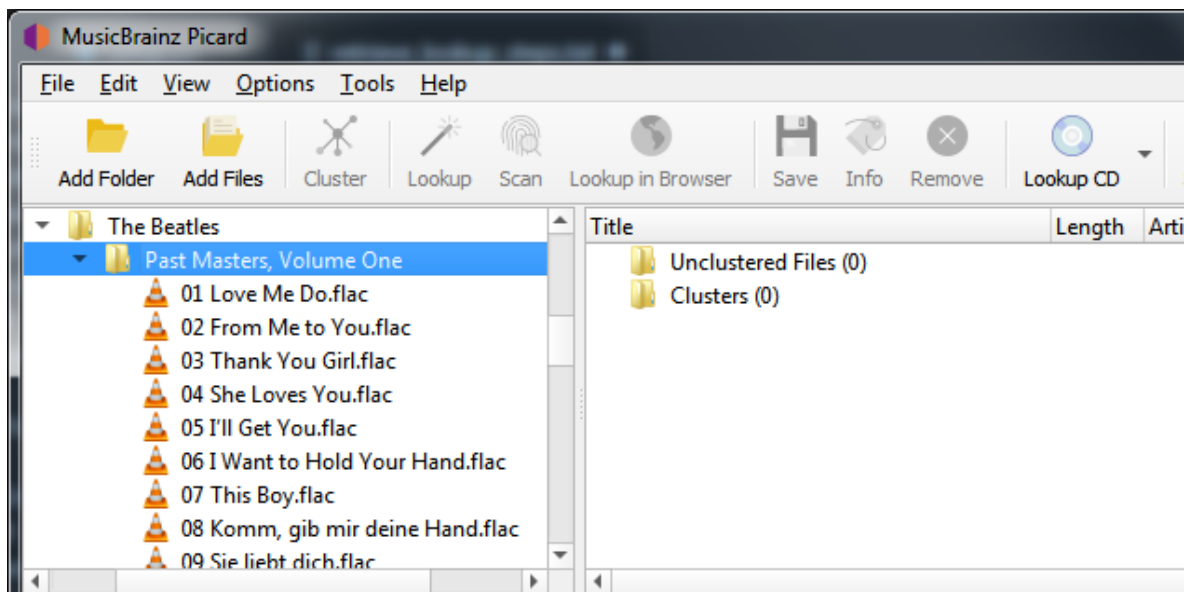 MusicBrainz Picard
File Edit View Options Tools Help
Add Folder Add Files Cluster Lookup Scan Lookup in Browser Save Info Remove Lookup CD
The Beatles
Past Masters, Volume One
01 Love Me Do.flac
02 From Me to You.flac
03 Thank You Girl.flac
04 She Loves You.flac
05 I'll Get You.flac
06 I Want to Hold Your Hand.flac
07 This Boy.flac
08 Komm, gib mir deine Hand.flac
09 Sie liebt dich.flac
Title Length Arti
Unclustered Files (0)
Clusters (0)